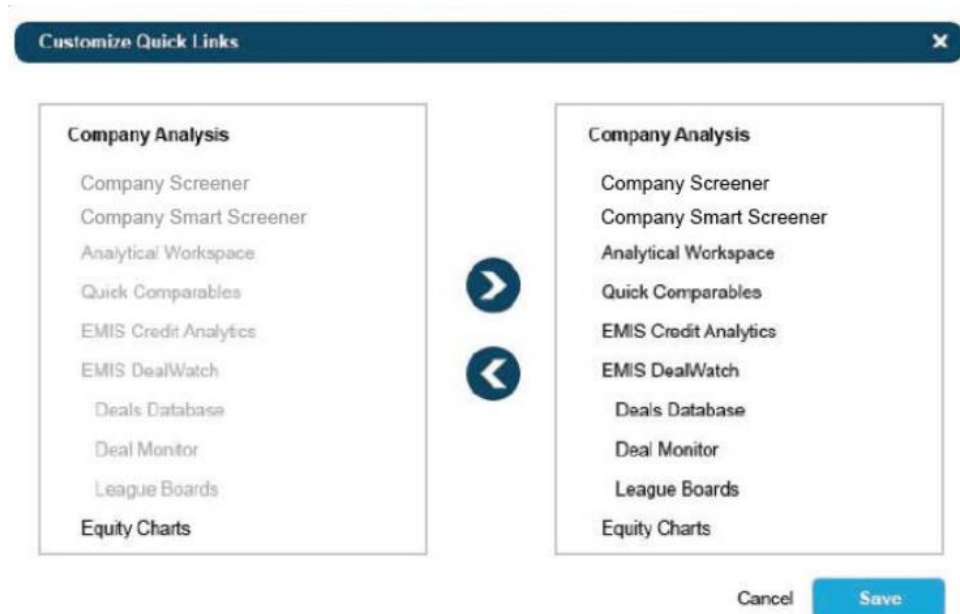 Customize Quick Links
Company Analysis
Company Screener
Company Smart Screener
Analytical Workspace
Quick Comparables
EMIS Credit Analytics
EMIS DealWatch
Deals Database
Deal Monitor
League Boards
Equity Charts
Company Analysis
Company Screener
Company Smart Screener
Analytical Workspace
Quick Comparables
EMIS Credit Analytics
EMIS DealWatch
Deals Database
Deal Monitor
League Boards
Equity Charts
Cancel
Save